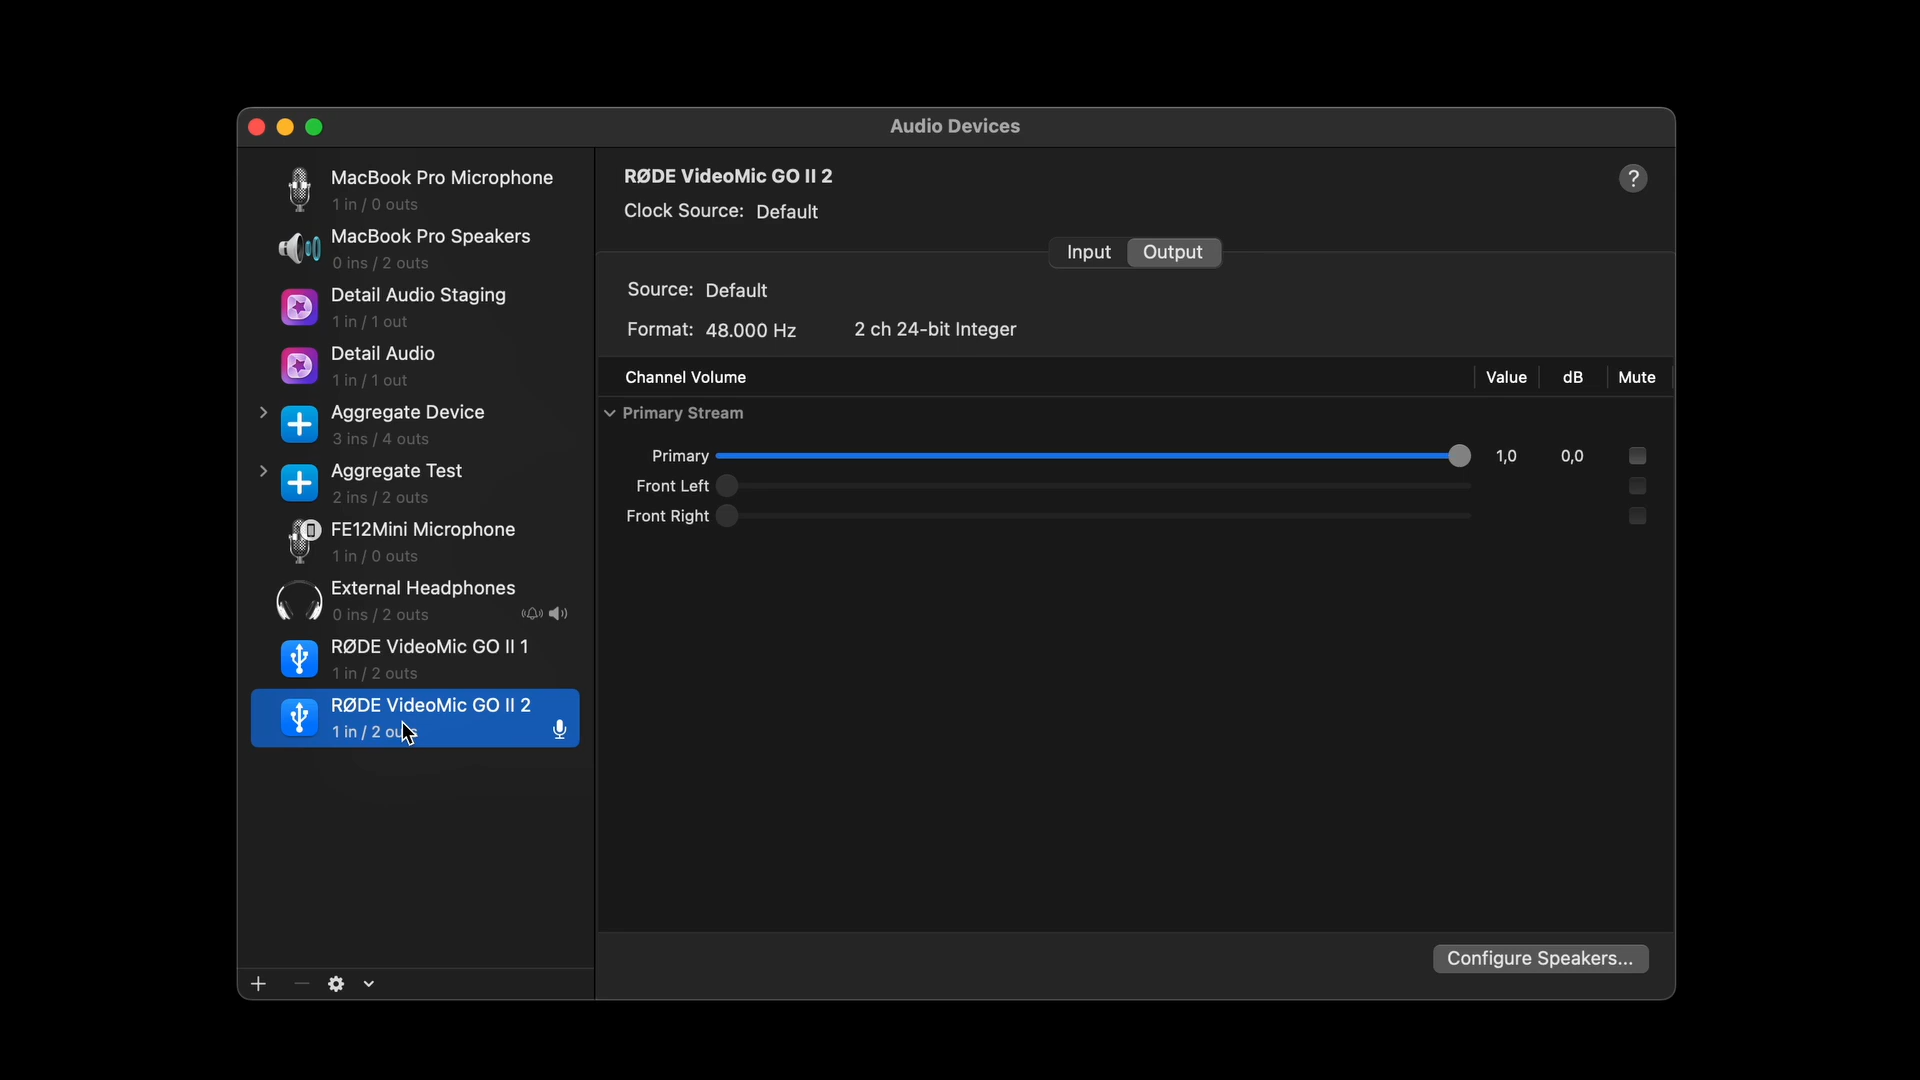 Audio Devices
MacBook Pro Microphone
1 in / 0 outs
MacBook Pro Speakers
0 ins / 2 outs
Detail Audio Staging
1 in / 1 out
Detail Audio
1 in / 1 out
Aggregate Device
3 ins / 4 outs
Aggregate Test
2 ins / 2 outs
FE12Mini Microphone
1 in / 0 outs
External Headphones
0 ins / 2 outs
RØDE VideoMic GO II 1
1 in / 2 outs
RØDE VideoMic GO II 2
1 in / 2 outs
RØDE VideoMic GO II 2
?
Clock Source: Default
Input Output
Source: Default
Format: 48.000 Hz 2 ch 24-bit Integer
Channel Volume Value dB Mute
Primary Stream
Primary 1,0 0,0
Front Left
Front Right
Configure Speakers...